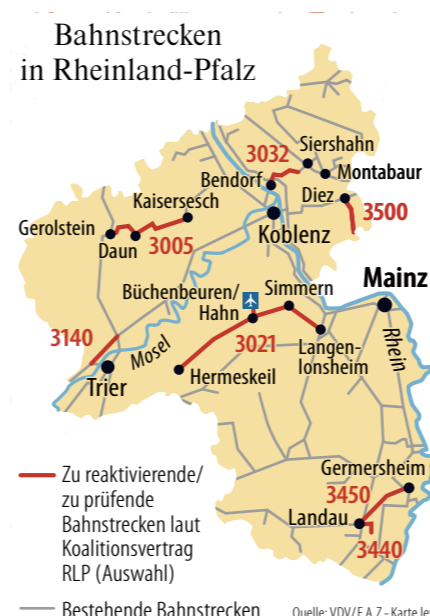 Bahnstrecken
in Rheinland-Pfalz
Siershahn
3032
Montabaur
Bendorf
Kaisersesch
Diez
3500
Gerolstein
Koblenz
Daun
3005
Mainz
Büchenbeuren/
Hahn
Simmern
3140
Mosel
3021
Rhein
Langen-
lonsheim
Trier
Hermeskeil
Zu reaktivierende/
zu prüfende
Bahnstrecken laut
Koalitionsvertrag
RLP (Auswahl)
Germersheim
3450
Landau
3440
Bestehende Bahnstrecken
Quelle: VDV/F.A.Z.-Karte